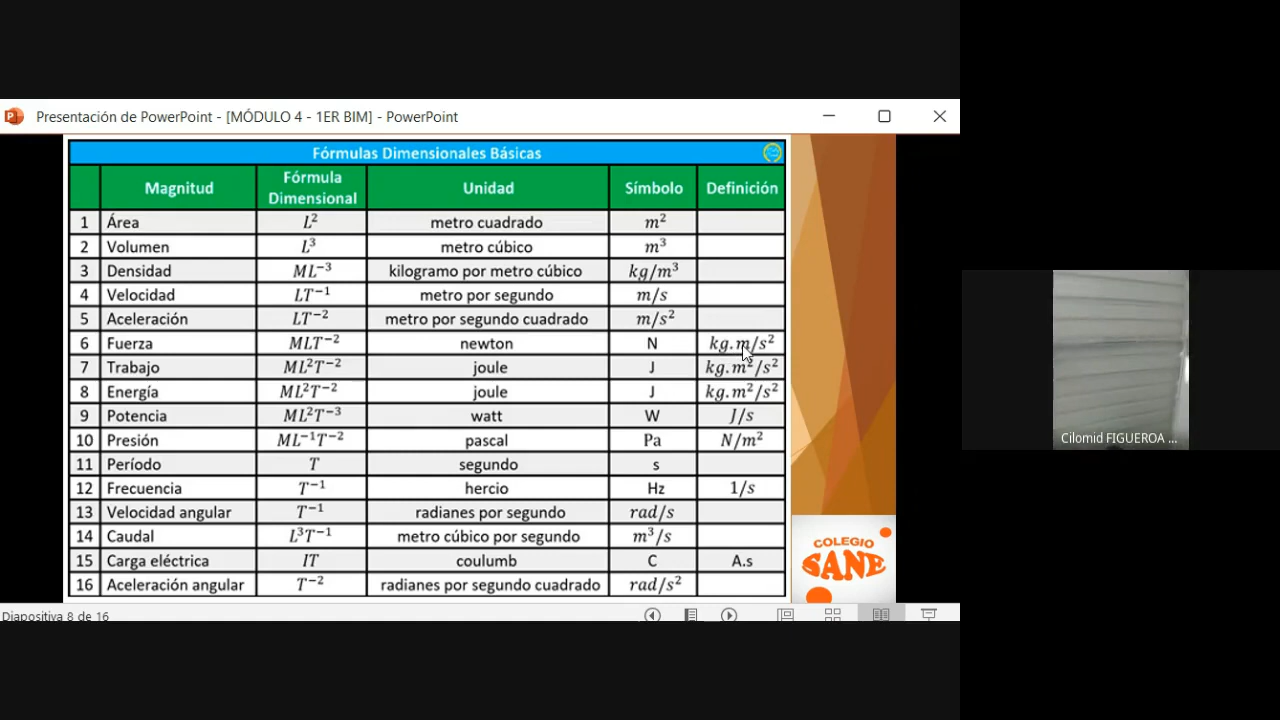 Presentación de PowerPoint - [MÓDULO 4 - 1ER BIM] - PowerPoint
Fórmulas Dimensionales Básicas
Magnitud Fórmula Dimensional Unidad Símbolo Definición
1 Área L² metro cuadrado m²
2 Volumen L³ metro cúbico m³
3 Densidad ML⁻³ kilogramo por metro cúbico kg/m³
4 Velocidad LT⁻¹ metro por segundo m/s
5 Aceleración LT⁻² metro por segundo cuadrado m/s²
6 Fuerza MLT⁻² newton N kg.m/s²
7 Trabajo ML²T⁻² joule J kg.m²/s²
8 Energía ML²T⁻² joule J kg.m²/s²
9 Potencia ML²T⁻³ watt W J/s
10 Presión ML⁻¹T⁻² pascal Pa N/m²
11 Período T segundo s
12 Frecuencia T⁻¹ hercio Hz 1/s
13 Velocidad angular T⁻¹ radianes por segundo rad/s
14 Caudal L³T⁻¹ metro cúbico por segundo m³/s
15 Carga eléctrica IT coulumb C A.s
16 Aceleración angular T⁻² radianes por segundo cuadrado rad/s²
COLEGIO
SANE
Diapositiva 8 de 16
Cilomid FIGUEROA ...